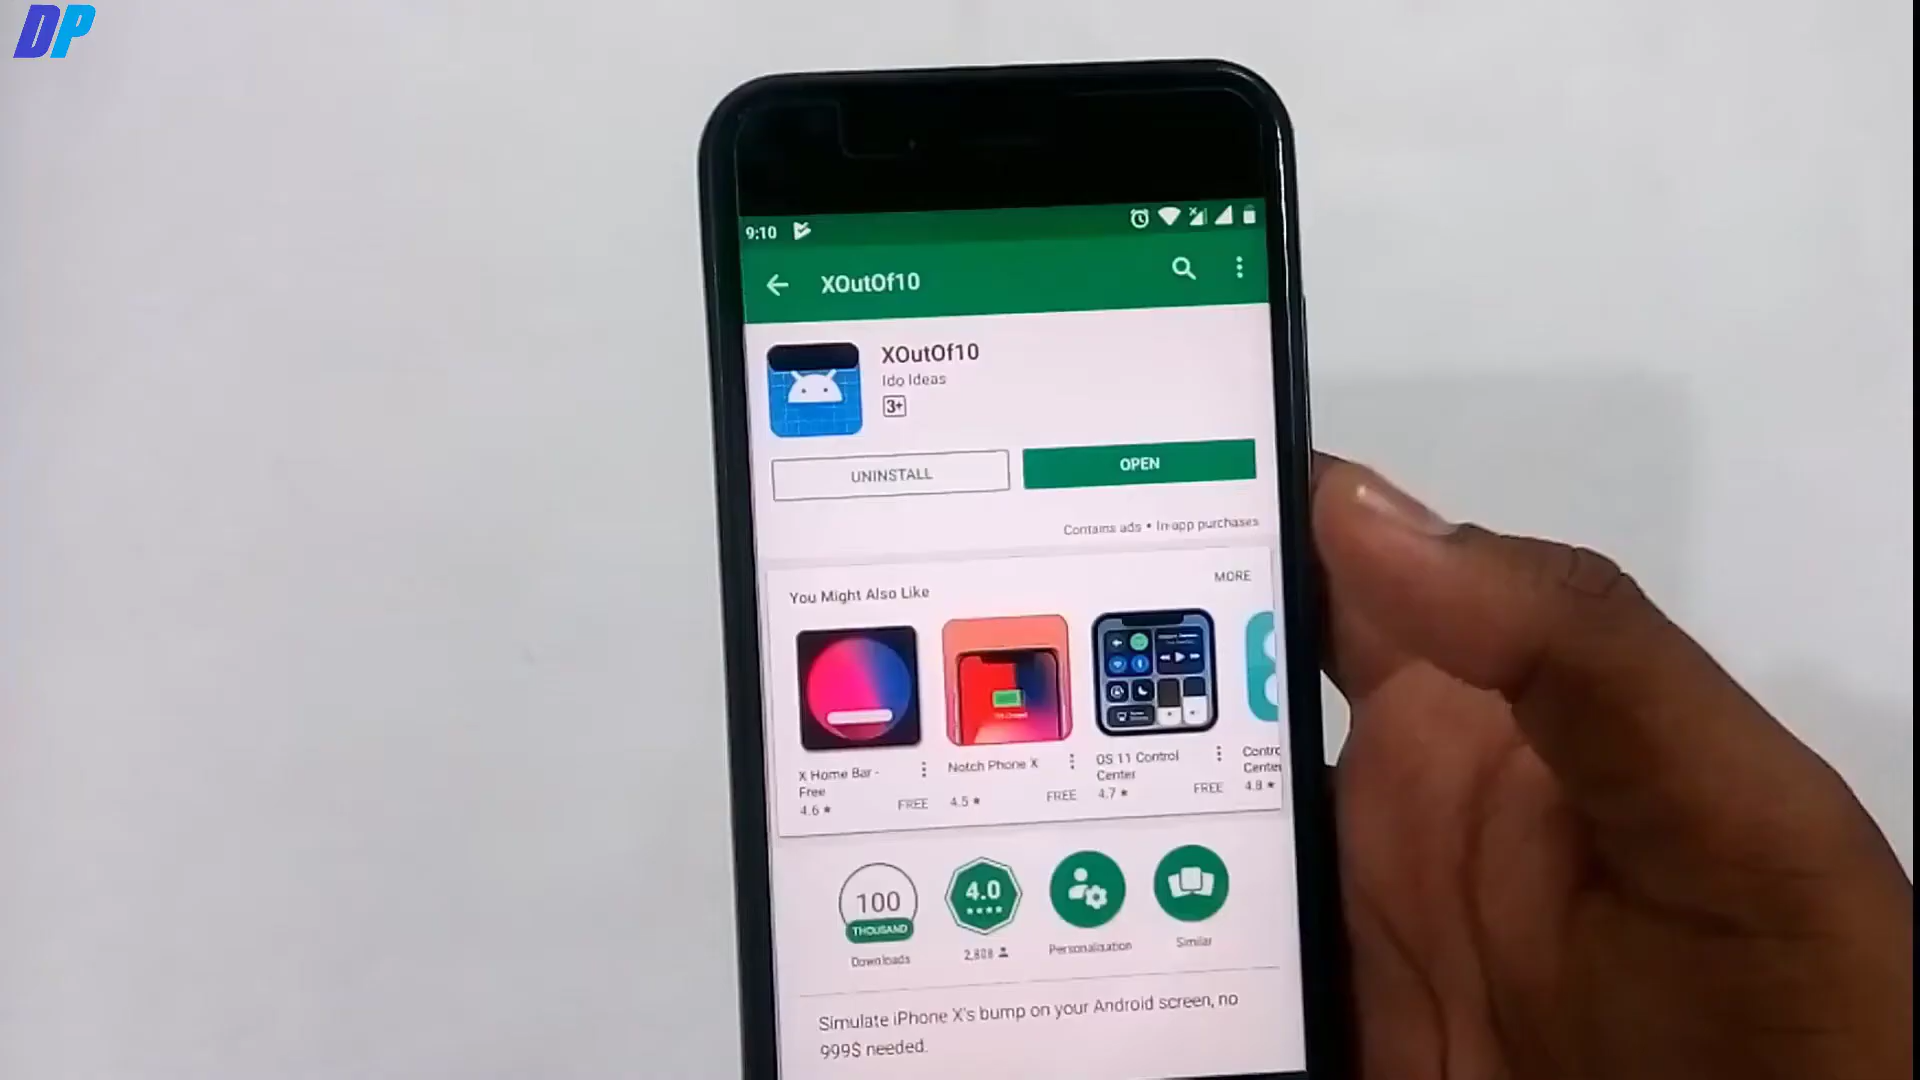 DP
9:10
XOutOf10
XOutOf10
Ido Ideas
3+
UNINSTALL
OPEN
Contains ads • In-app purchases
You Might Also Like
MORE
X Home Bar -
Free
4.6 ★
FREE
Notch Phone X
4.5 ★
FREE
OS 11 Control
Center
4.7 ★
FREE
Contro
Center
4.8 ★
100
THOUSAND
Downloads
4.0
2,808
Personalisation
Similar
Simulate iPhone X's bump on your Android screen, no
999$ needed.